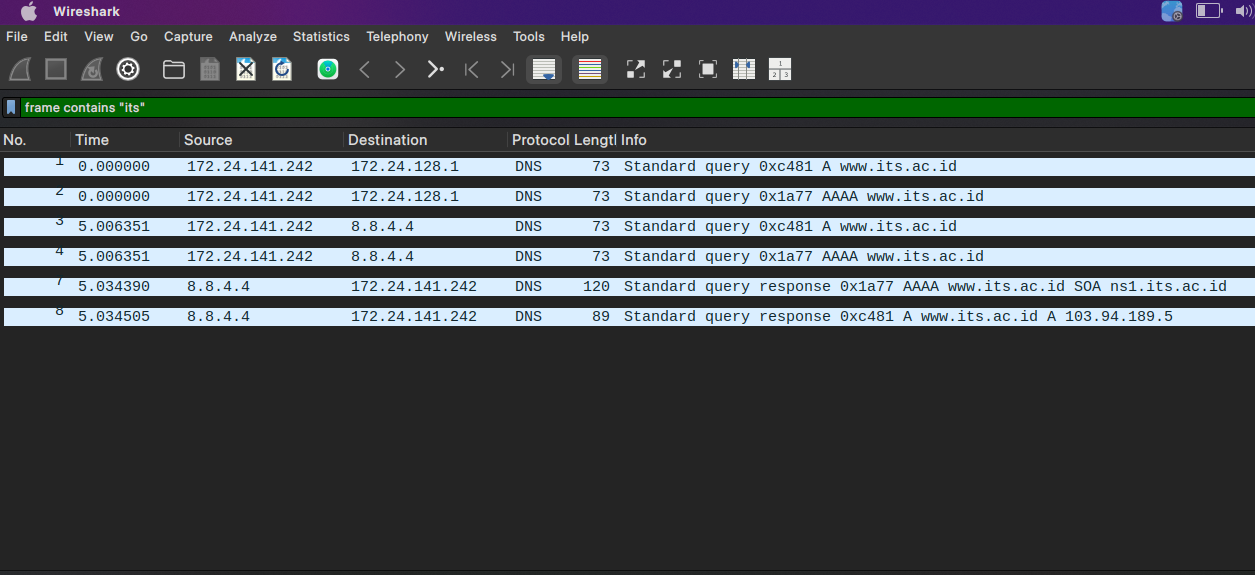 Wireshark
File Edit View Go Capture Analyze Statistics Telephony Wireless Tools Help
1
2 3
frame contains "its"
No. Time Source Destination Protocol Lengtl Info
1 0.000000 172.24.141.242 172.24.128.1 DNS 73 Standard query 0xc481 A www.its.ac.id
2 0.000000 172.24.141.242 172.24.128.1 DNS 73 Standard query 0x1a77 AAAA www.its.ac.id
3 5.006351 172.24.141.242 8.8.4.4 DNS 73 Standard query 0xc481 A www.its.ac.id
4 5.006351 172.24.141.242 8.8.4.4 DNS 73 Standard query 0x1a77 AAAA www.its.ac.id
7 5.034390 8.8.4.4 172.24.141.242 DNS 120 Standard query response 0x1a77 AAAA www.its.ac.id SOA ns1.its.ac.id
8 5.034505 8.8.4.4 172.24.141.242 DNS 89 Standard query response 0xc481 A www.its.ac.id A 103.94.189.5